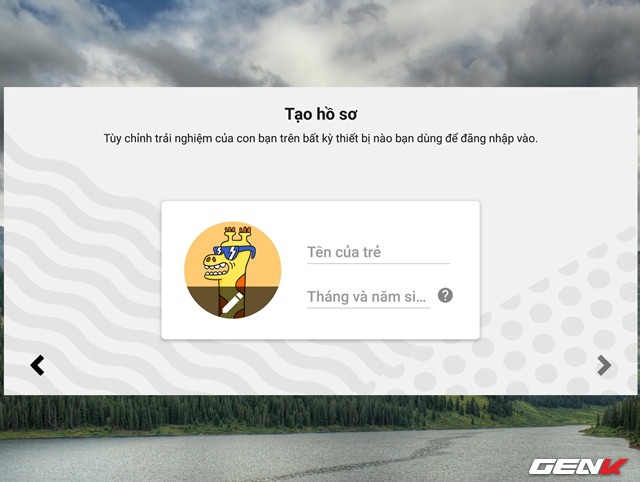 Tạo hồ sơ
Tùy chỉnh trải nghiệm của con bạn trên bất kỳ thiết bị nào bạn dùng để đăng nhập vào.
Tên của trẻ
Tháng và năm si...
?
GENK